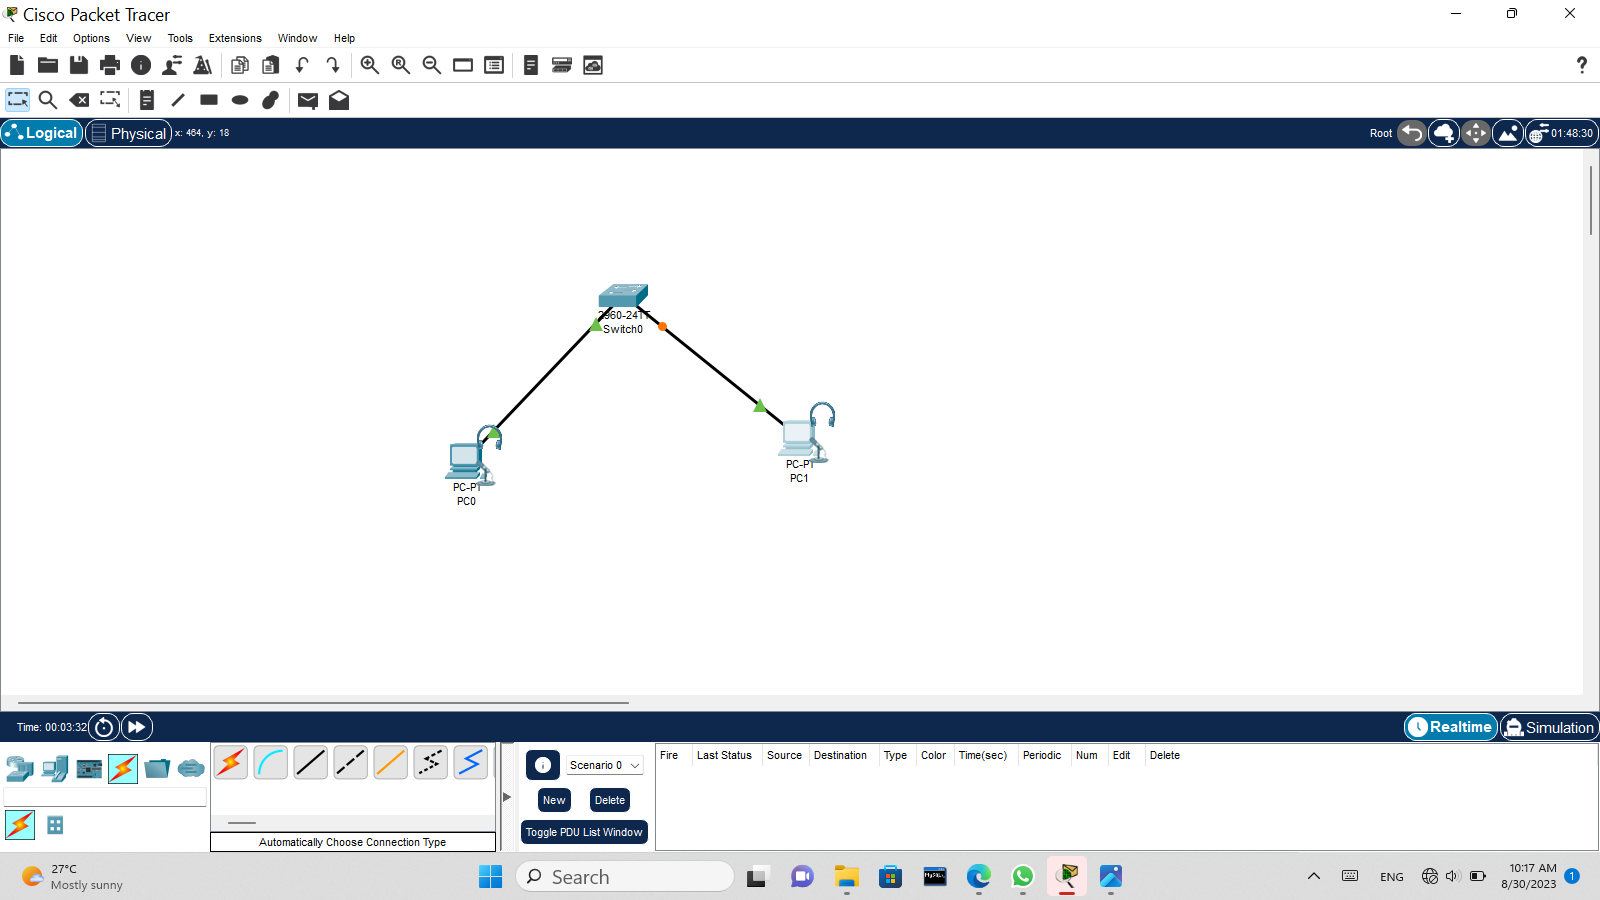 Cisco Packet Tracer
File Edit Options View Tools Extensions Window Help
Logical Physical x: 464, y: 18 Root 01:48:30
2960-24TT
Switch0
PC-PT
PC1
PC-PT
PC0
Time: 00:03:32 Realtime Simulation
Scenario 0
New Delete
Toggle PDU List Window
Fire Last Status Source Destination Type Color Time(sec) Periodic Num Edit Delete
Automatically Choose Connection Type
27°C
Mostly sunny
Search
MySQL
ENG
10:17 AM
8/30/2023
1